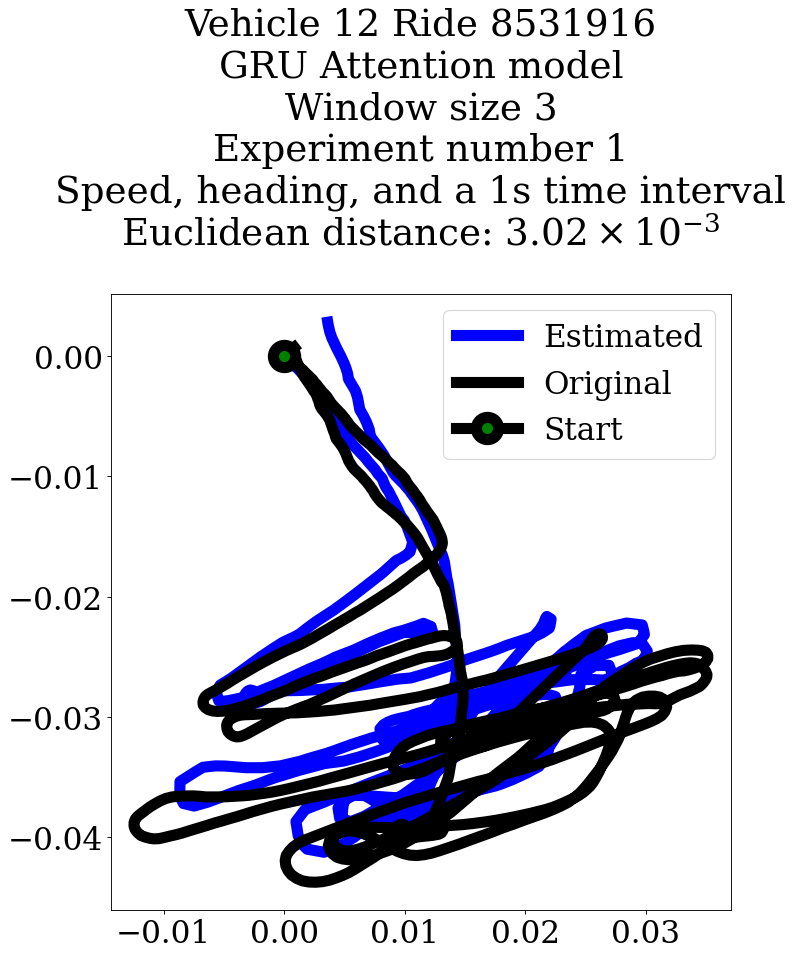 Vehicle 12 Ride 8531916
GRU Attention model
Window size 3
Experiment number 1
Speed, heading, and a 1s time interval
Euclidean distance: 3.02 × 10⁻³
Estimated
Original
Start
0.00
−0.01
−0.02
−0.03
−0.04
−0.01 0.00 0.01 0.02 0.03